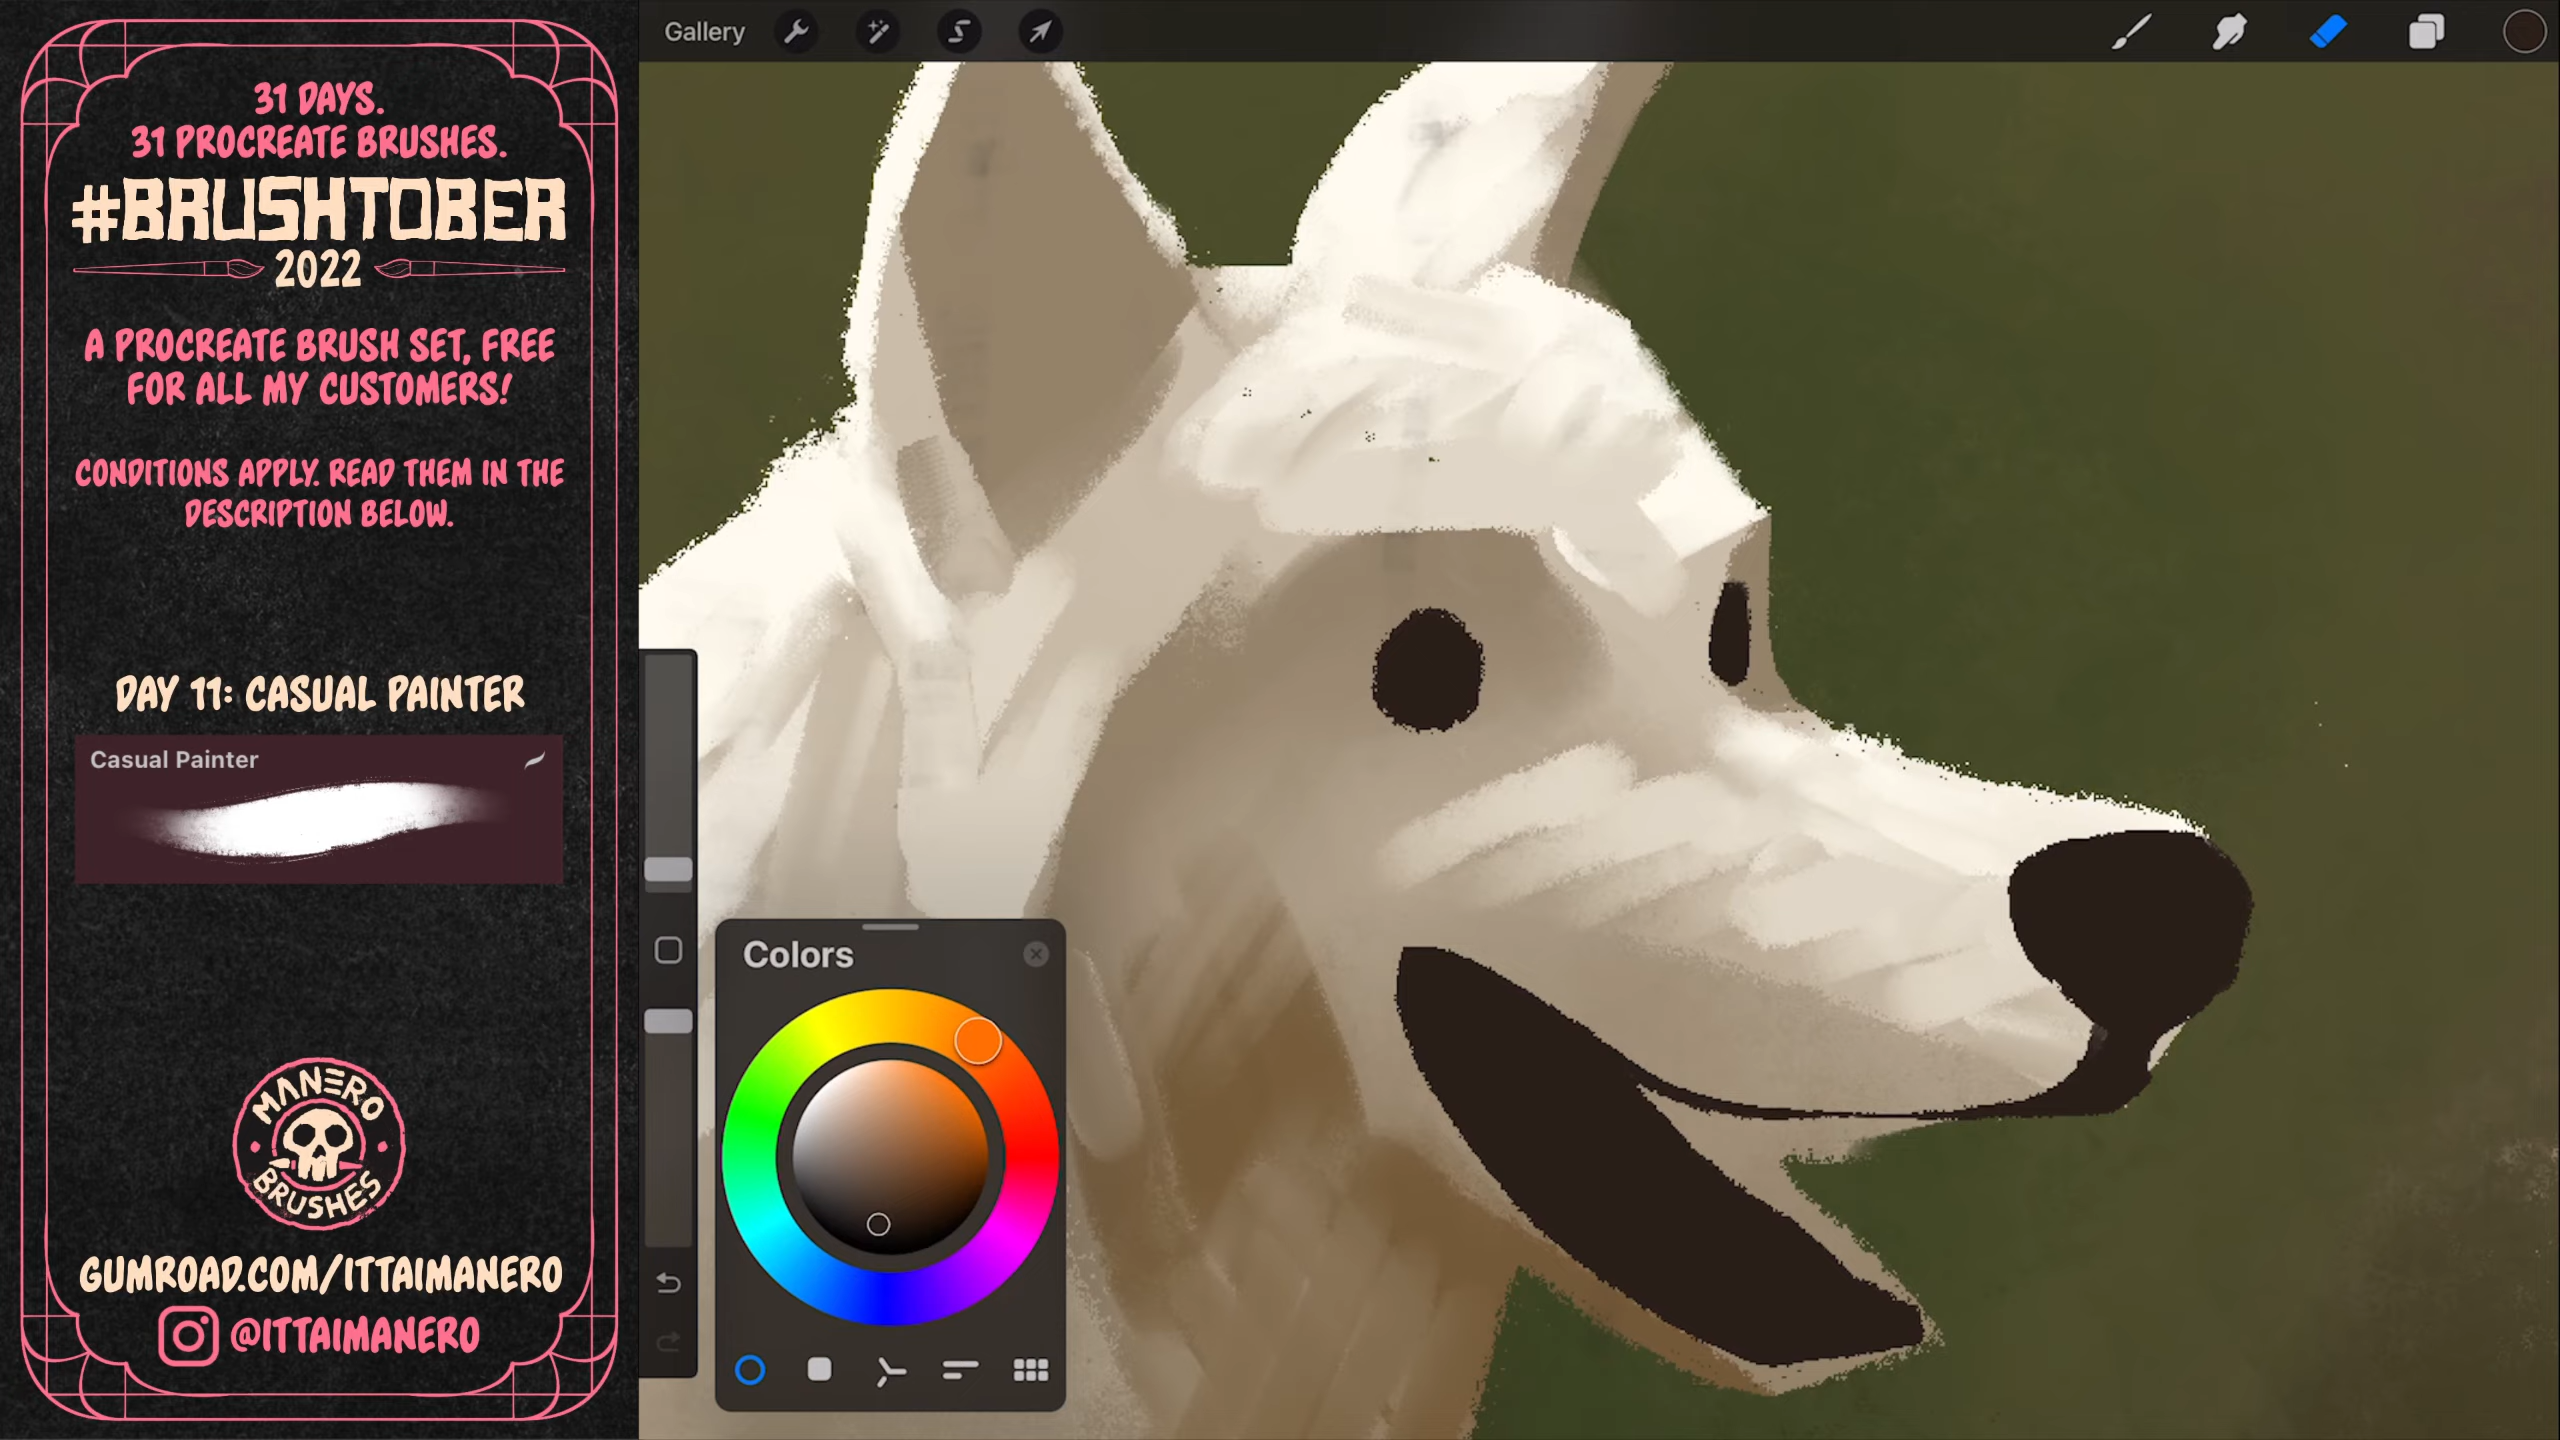 31 DAYS.
31 PROCREATE BRUSHES.
#BRUSHTOBER
2022
A PROCREATE BRUSH SET, FREE
FOR ALL MY CUSTOMERS!
CONDITIONS APPLY. READ THEM IN THE
DESCRIPTION BELOW.
DAY 11: CASUAL PAINTER
Casual Painter
MANERO
BRUSHES
GUMROAD.COM/ITTAIMANERO
@ITTAIMANERO
Gallery
Colors